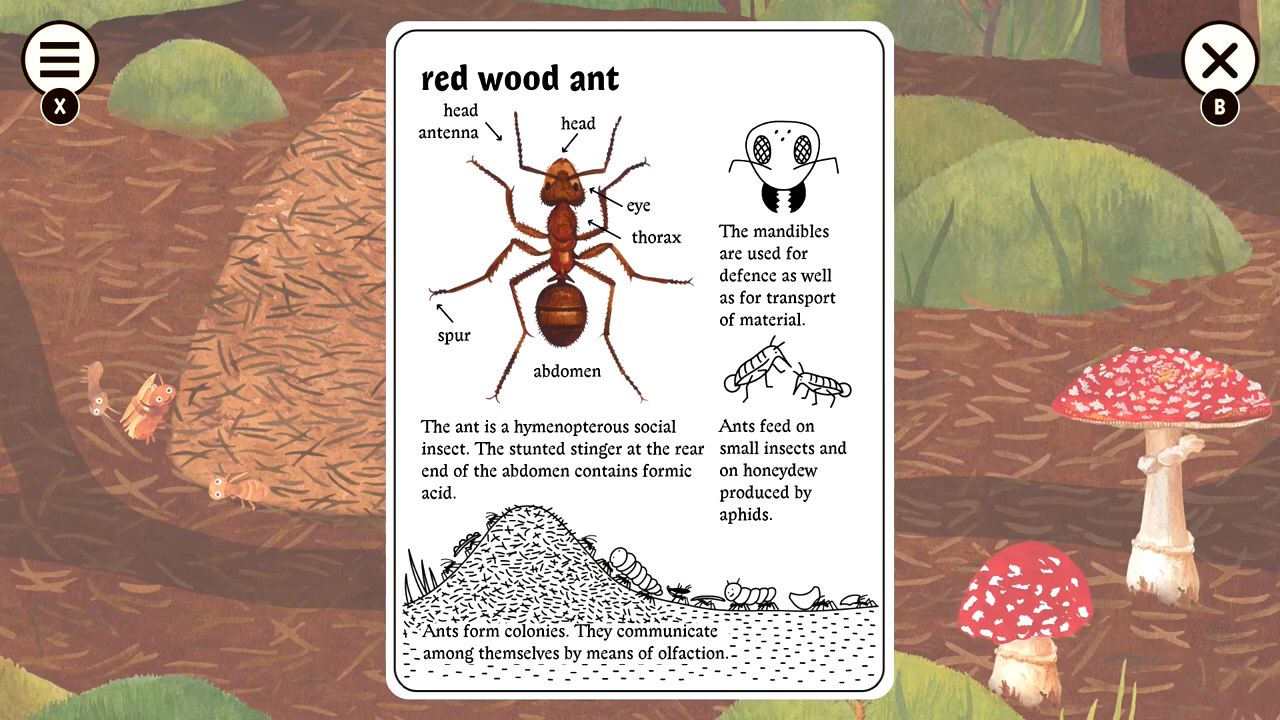 X
B
red wood ant
head
antenna
head
eye
thorax
spur
abdomen
The mandibles
are used for
defence as well
as for transport
of material.
The ant is a hymenopterous social
insect. The stunted stinger at the rear
end of the abdomen contains formic
acid.
Ants feed on
small insects and
on honeydew
produced by
aphids.
Ants form colonies. They communicate
among themselves by means of olfaction.